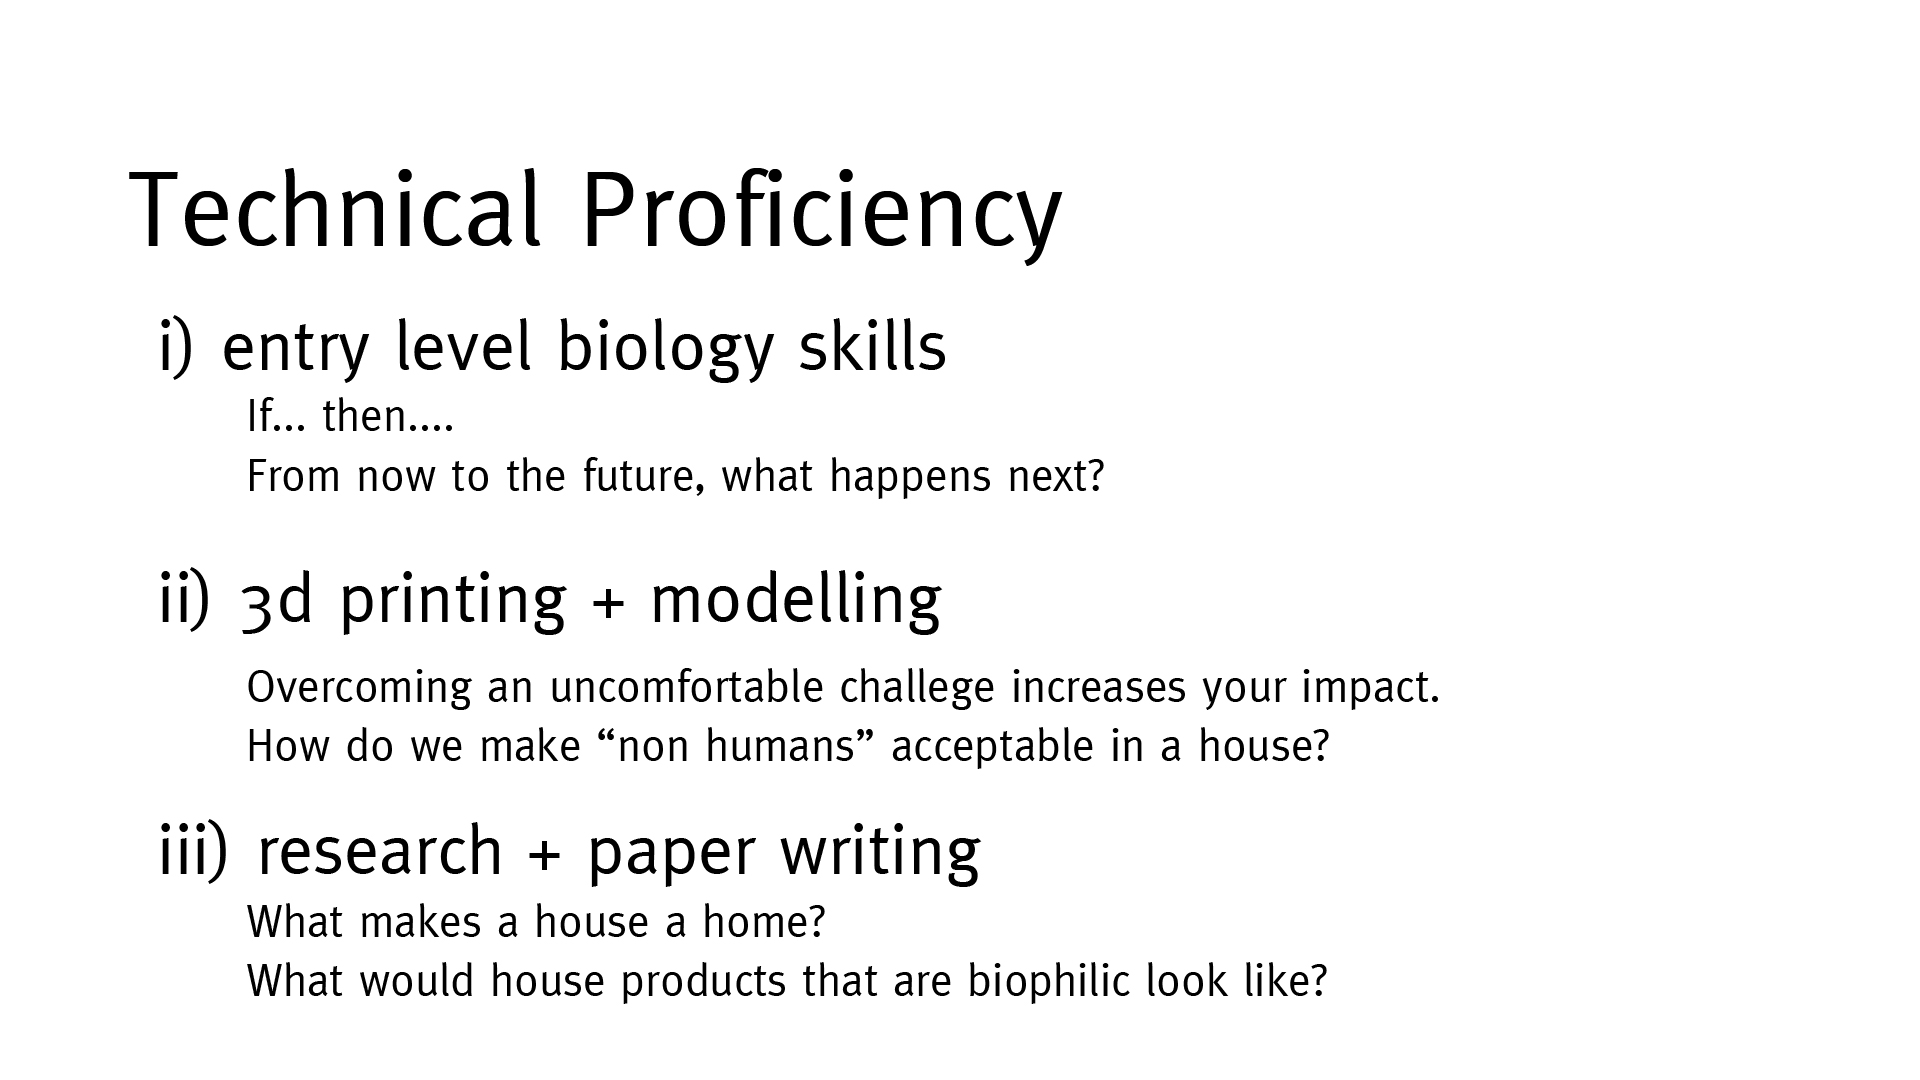 Technical Proficiency
i) entry level biology skills
If... then....
From now to the future, what happens next?
ii) 3d printing + modelling
Overcoming an uncomfortable challege increases your impact.
How do we make “non humans” acceptable in a house?
iii) research + paper writing
What makes a house a home?
What would house products that are biophilic look like?